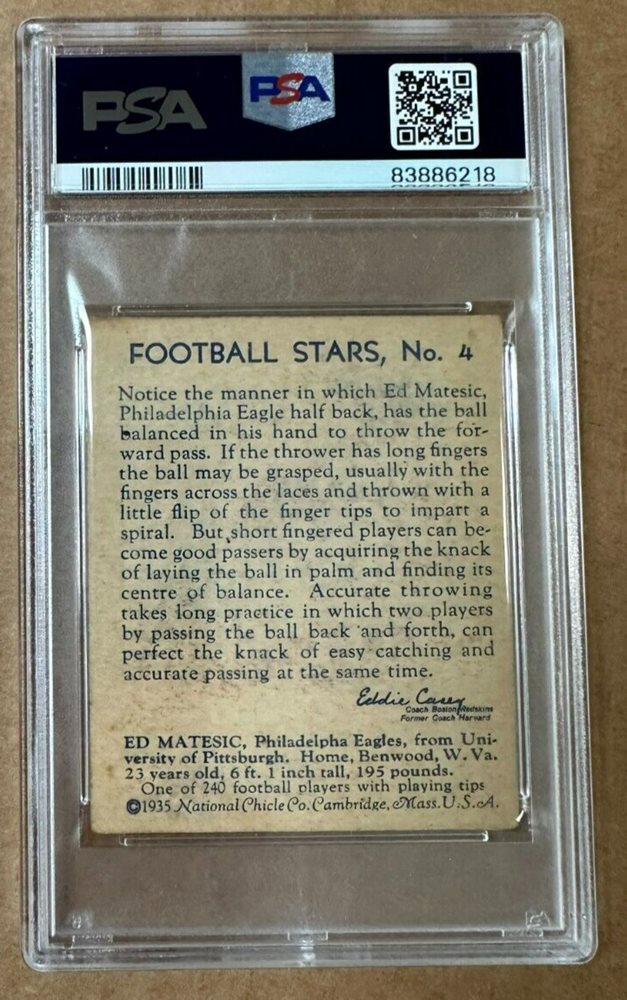 PSA
PSA
83886218
FOOTBALL STARS, No. 4
Notice the manner in which Ed Matesic,
Philadelphia Eagle half back, has the ball
balanced in his hand to throw the for-
ward pass. If the thrower has long fingers
the ball may be grasped, usually with the
fingers across the laces and thrown with a
little flip of the finger tips to impart a
spiral. But short fingered players can be-
come good passers by acquiring the knack
of laying the ball in palm and finding its
centre of balance. Accurate throwing
takes long practice in which two players
by passing the ball back and forth, can
perfect the knack of easy catching and
accurate passing at the same time.
Eddie Casey
Coach Boston Redskins
Former Coach Harvard
ED MATESIC, Philadelpha Eagles, from Uni-
versity of Pittsburgh. Home, Benwood, W. Va.
23 years old, 6 ft. 1 inch tall, 195 pounds.
One of 240 football players with playing tips
©1935 National Chicle Co. Cambridge, Mass. U.S.A.